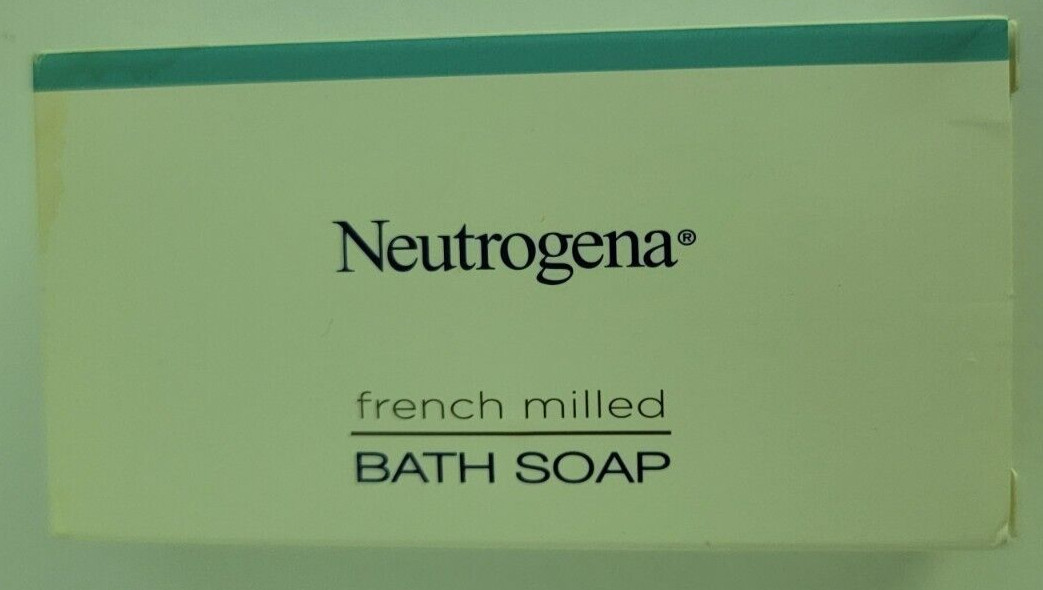 Neutrogena®
french milled
BATH SOAP